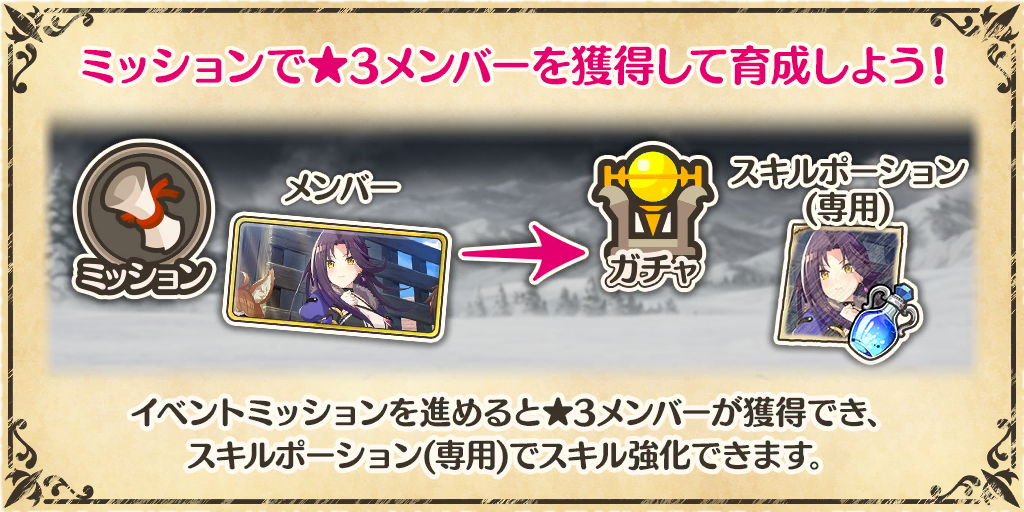 ミッションで★3メンバーを獲得して育成しよう!
ミッション
メンバー
ガチャ
スキルポーション
(専用)
イベントミッションを進めると★3メンバーが獲得でき、
スキルポーション(専用)でスキル強化できます。